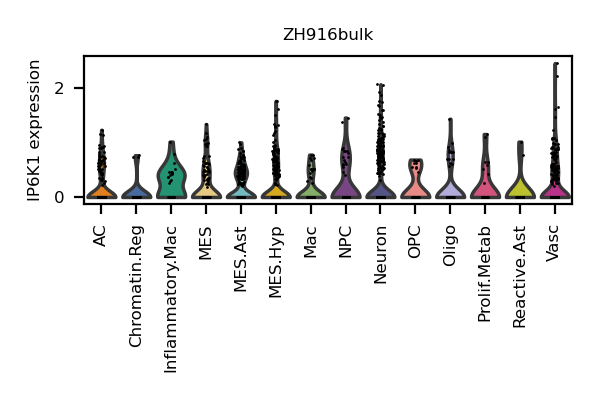 ZH916bulk
IP6K1 expression
2
0
AC
Chromatin.Reg
Inflammatory.Mac
MES
MES.Ast
MES.Hyp
Mac
NPC
Neuron
OPC
Oligo
Prolif.Metab
Reactive.Ast
Vasc